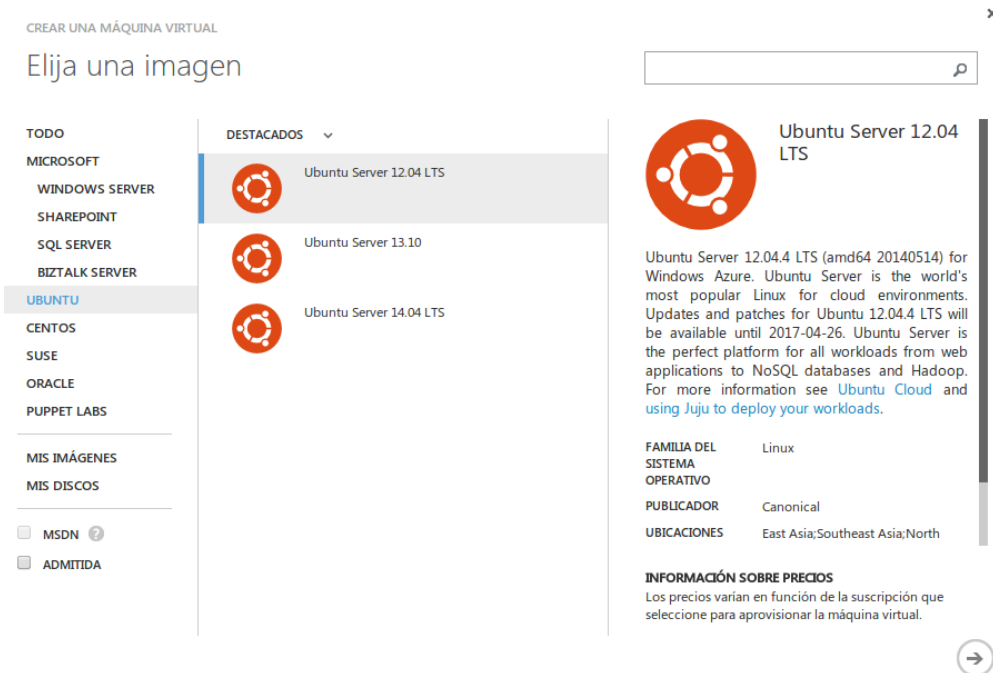 CREAR UNA MÁQUINA VIRTUAL
Elija una imagen
TODO
MICROSOFT
WINDOWS SERVER
SHAREPOINT
SQL SERVER
BIZTALK SERVER
UBUNTU
CENTOS
SUSE
ORACLE
PUPPET LABS
MIS IMÁGENES
MIS DISCOS
MSDN ?
ADMITIDA
DESTACADOS
Ubuntu Server 12.04 LTS
Ubuntu Server 13.10
Ubuntu Server 14.04 LTS
Ubuntu Server 12.04
LTS
Ubuntu Server 12.04.4 LTS (amd64 20140514) for
Windows Azure. Ubuntu Server is the world's
most popular Linux for cloud environments.
Updates and patches for Ubuntu 12.04.4 LTS will
be available until 2017-04-26. Ubuntu Server is
the perfect platform for all workloads from web
applications to NoSQL databases and Hadoop.
For more information see Ubuntu Cloud and
using Juju to deploy your workloads.
FAMILIA DEL
SISTEMA
OPERATIVO
Linux
PUBLICADOR
Canonical
UBICACIONES
East Asia;Southeast Asia;North
INFORMACIÓN SOBRE PRECIOS
Los precios varían en función de la suscripción que
seleccione para aprovisionar la máquina virtual.